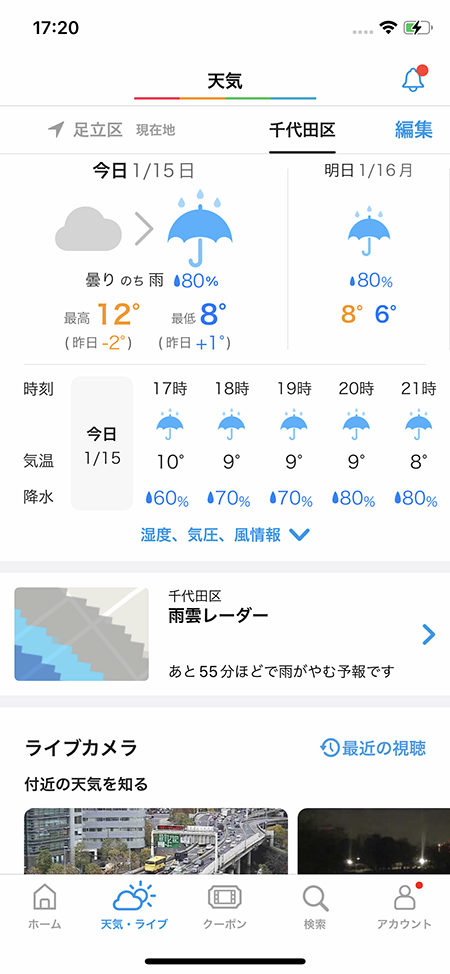 17:20
天気
足立区 現在地 千代田区 編集
今日 1/15日 明日 1/16月
曇り のち 雨 80% 80%
最高 12° 最低 8° 8° 6°
(昨日 -2°) (昨日 +1°)
時刻 17時 18時 19時 20時 21時
今日
1/15
気温 10° 9° 9° 9° 8°
降水 60% 70% 70% 80% 80%
湿度、気圧、風情報
千代田区
雨雲レーダー
あと55分ほどで雨がやむ予報です
ライブカメラ 最近の視聴
付近の天気を知る
ホーム 天気・ライブ クーポン 検索 アカウント